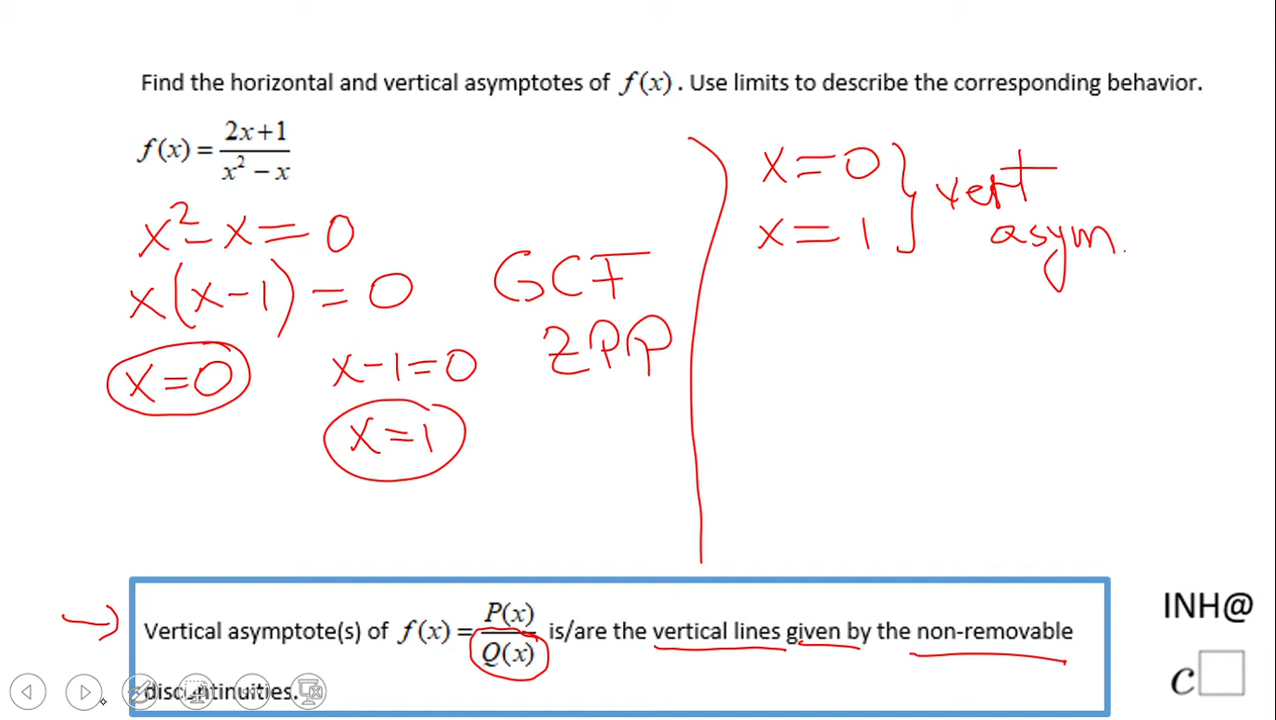 Find the horizontal and vertical asymptotes of f(x). Use limits to describe the corresponding behavior.
f(x) = (2x+1)/(x² − x)
x² − x = 0
x(x−1) = 0
GCF
ZPP
x=0
x−1=0
x=1
x=0
x=1
vert
asym.
Vertical asymptote(s) of f(x) = P(x)/Q(x) is/are the vertical lines given by the non-removable
discontinuities.
INH@
c